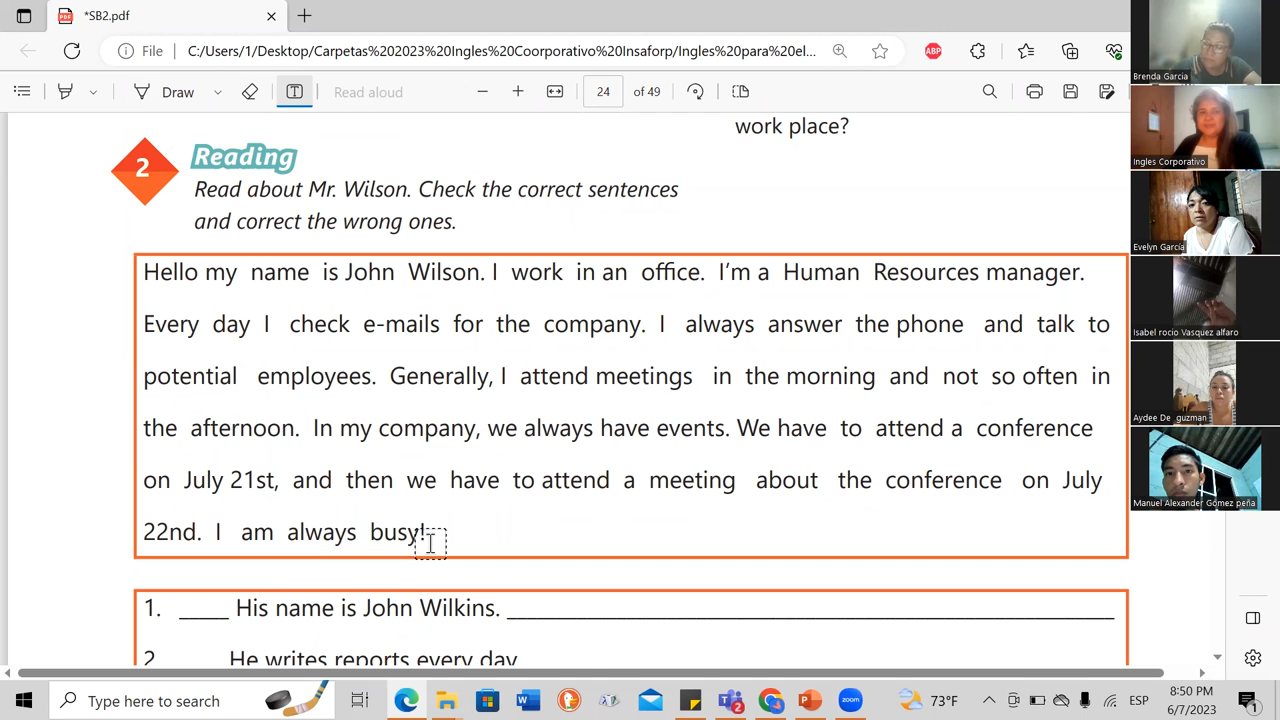 *SB2.pdf
File
C:/Users/1/Desktop/Carpetas%202023%20Ingles%20Coorporativo%20Insaforp/Ingles%20para%20el...
ABP
Draw
Read aloud
24
of 49
work place?
2
Reading
Read about Mr. Wilson. Check the correct sentences
and correct the wrong ones.
Hello my name is John Wilson. I work in an office. I'm a Human Resources manager.
Every day I check e-mails for the company. I always answer the phone and talk to
potential employees. Generally, I attend meetings in the morning and not so often in
the afternoon. In my company, we always have events. We have to attend a conference
on July 21st, and then we have to attend a meeting about the conference on July
22nd. I am always busy!
1. _____ His name is John Wilkins. ______________
2 He writes reports every day
Brenda Garcia
Ingles Corporativo
Evelyn García
Isabel rocio Vasquez alfaro
Aydee De guzman
Manuel Alexander Gómez peña
Type here to search
73°F
ESP
8:50 PM
6/7/2023